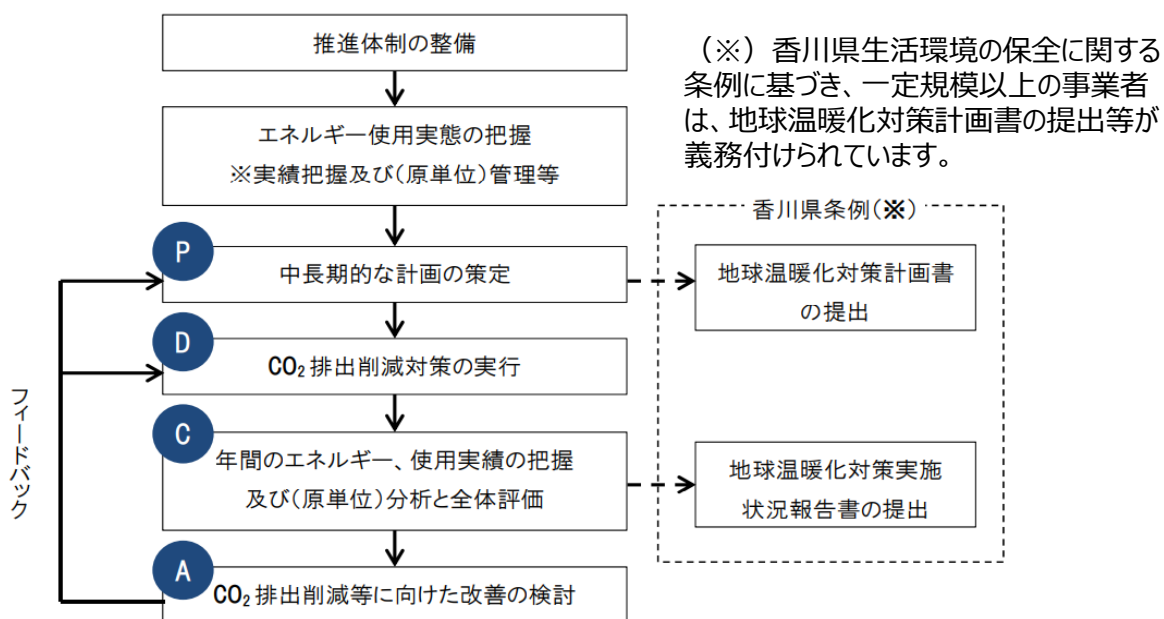 推進体制の整備
(※)香川県生活環境の保全に関する
条例に基づき、一定規模以上の事業者
は、地球温暖化対策計画書の提出等が
義務付けられています。
エネルギー使用実態の把握
※実績把握及び(原単位)管理等
香川県条例(※)
P
中長期的な計画の策定
地球温暖化対策計画書
の提出
D
CO₂排出削減対策の実行
フィードバック
C
年間のエネルギー、使用実績の把握
及び(原単位)分析と全体評価
地球温暖化対策実施
状況報告書の提出
A
CO₂排出削減等に向けた改善の検討